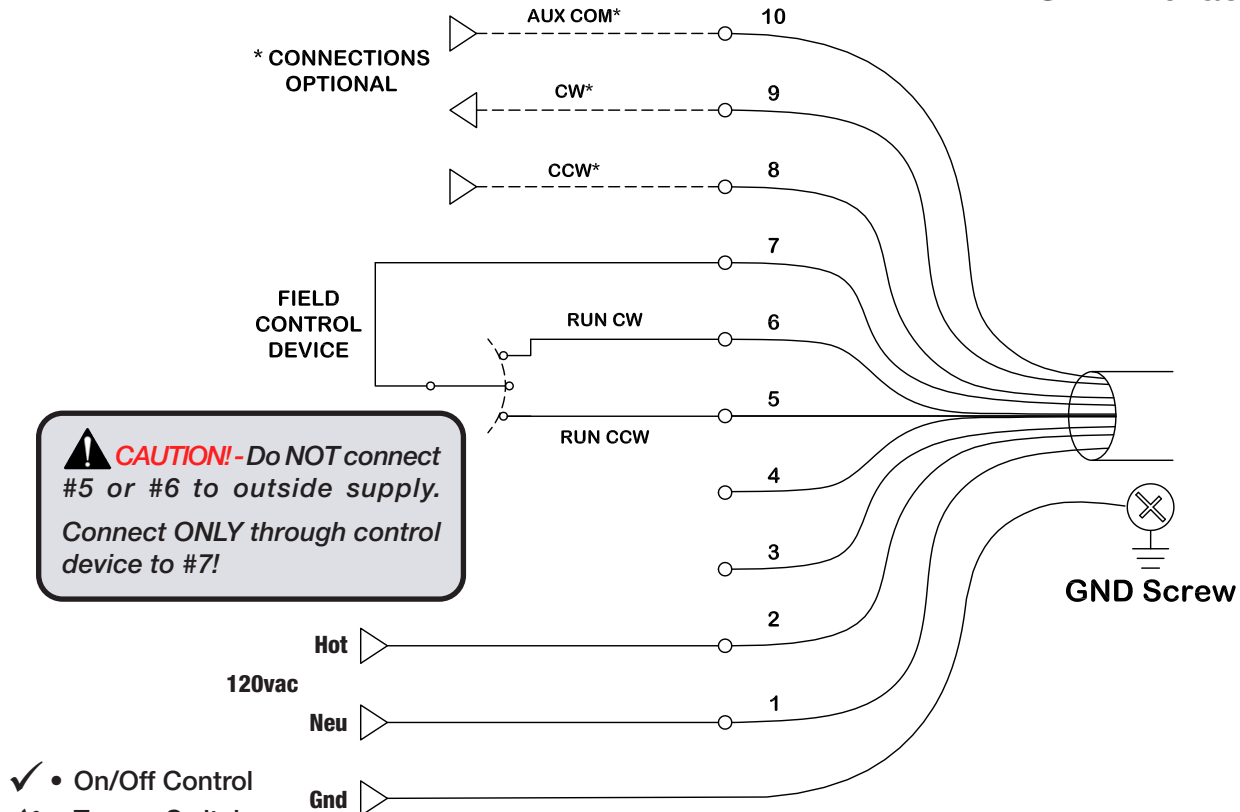 AUX COM*
10
* CONNECTIONS
OPTIONAL
CW*
9
CCW*
8
7
FIELD
CONTROL
DEVICE
RUN CW
6
5
RUN CCW
CAUTION! - Do NOT connect
#5 or #6 to outside supply.
Connect ONLY through control
device to #7!
4
3
GND Screw
2
Hot
120vac
1
Neu
✓ • On/Off Control
Gnd